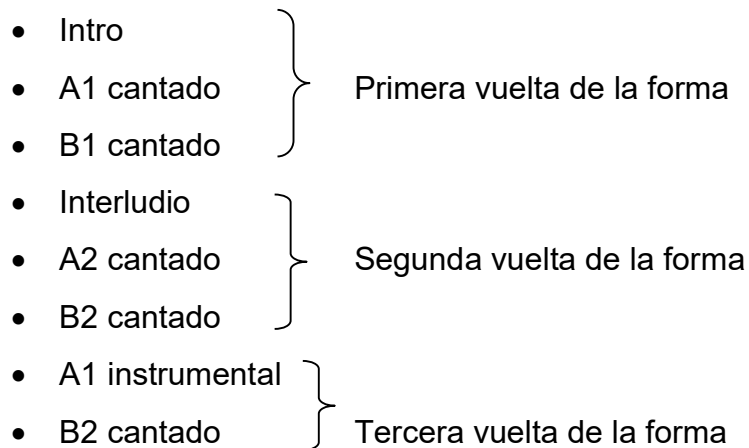 • Intro
• A1 cantado Primera vuelta de la forma
• B1 cantado
• Interludio
• A2 cantado Segunda vuelta de la forma
• B2 cantado
• A1 instrumental
• B2 cantado Tercera vuelta de la forma